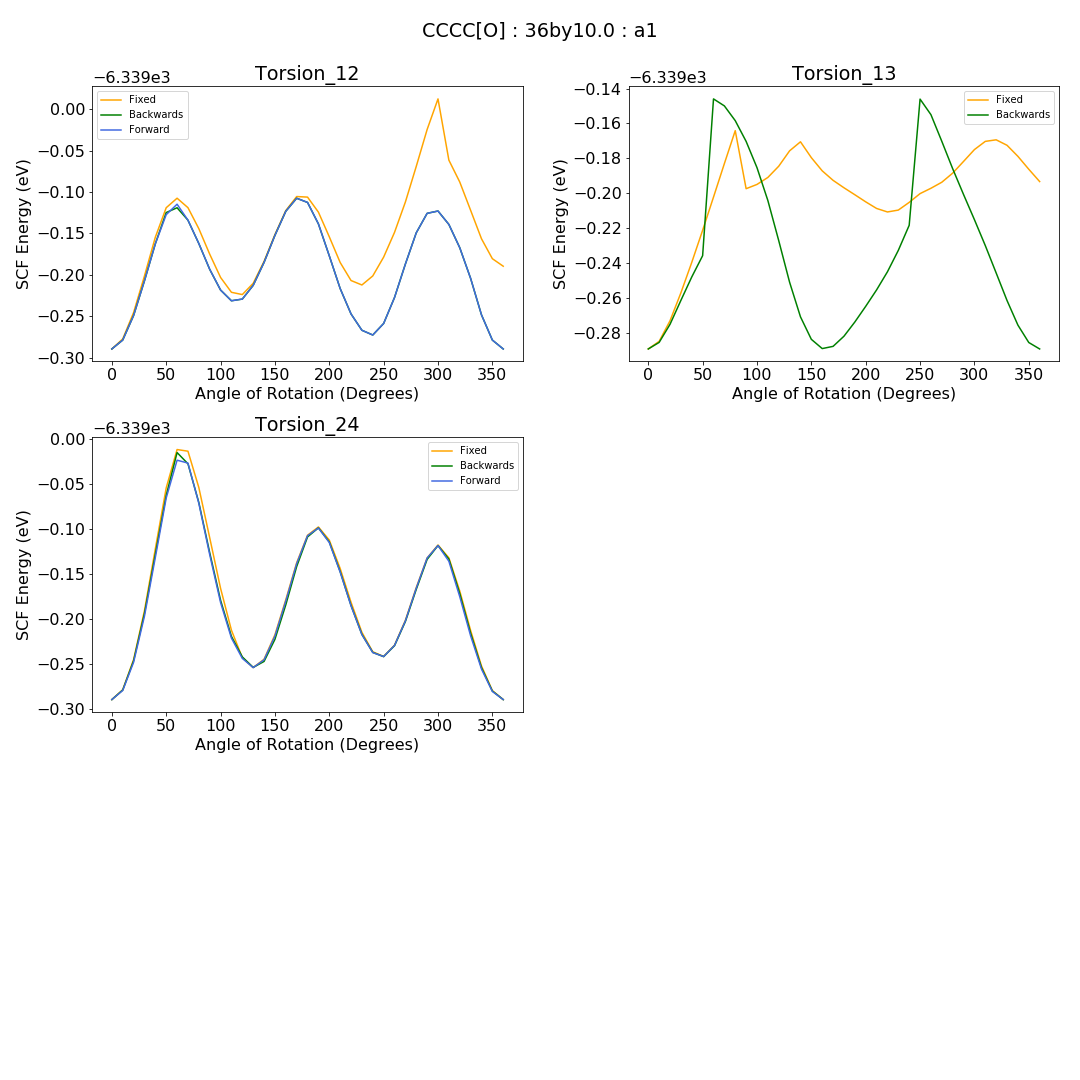 CCCC[O] : 36by10.0 : a1
−6.339e3
Torsion_12
0.00
−0.05
−0.10
−0.15
−0.20
−0.25
−0.30
SCF Energy (eV)
Fixed
Backwards
Forward
0 50 100 150 200 250 300 350
Angle of Rotation (Degrees)
−6.339e3
Torsion_13
−0.14
−0.16
−0.18
−0.20
−0.22
−0.24
−0.26
−0.28
SCF Energy (eV)
Fixed
Backwards
0 50 100 150 200 250 300 350
Angle of Rotation (Degrees)
−6.339e3
Torsion_24
0.00
−0.05
−0.10
−0.15
−0.20
−0.25
−0.30
SCF Energy (eV)
Fixed
Backwards
Forward
0 50 100 150 200 250 300 350
Angle of Rotation (Degrees)